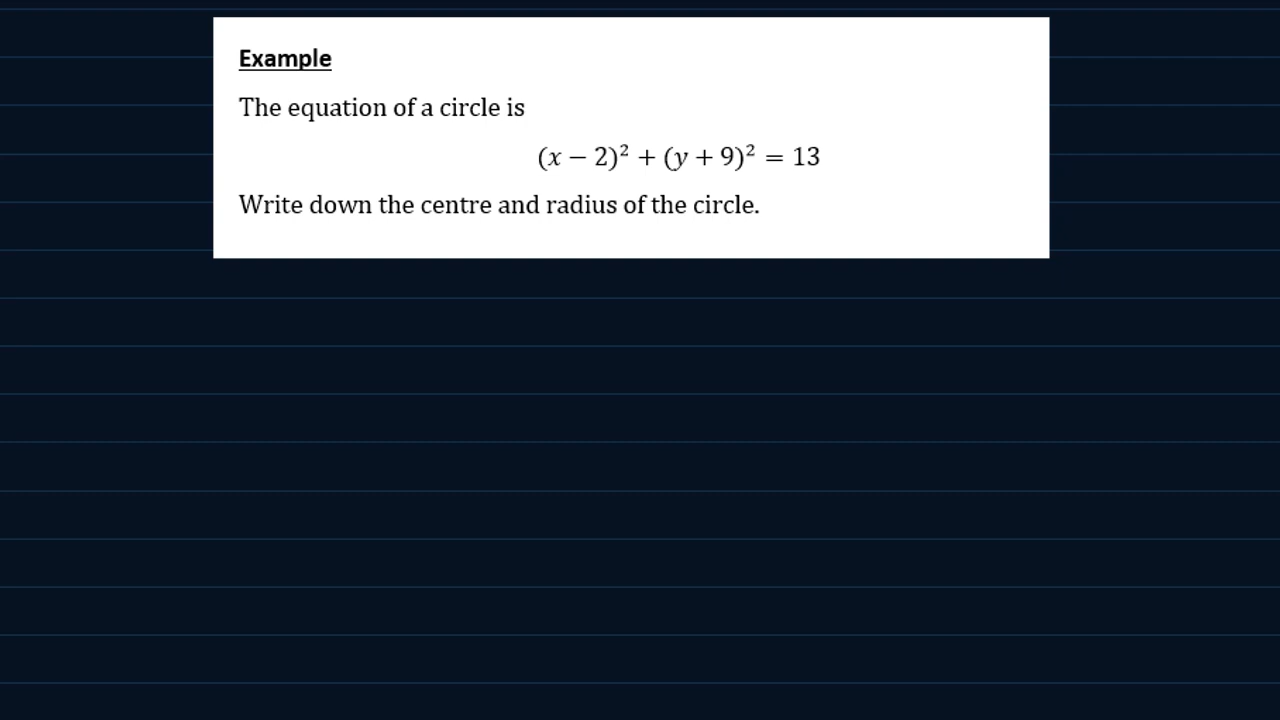 Example
The equation of a circle is
(x − 2)² + (y + 9)² = 13
Write down the centre and radius of the circle.